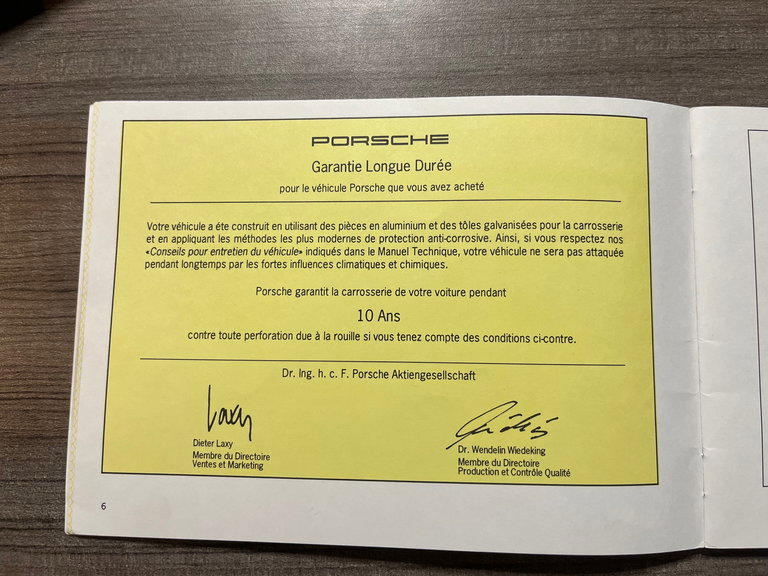 PORSCHE
Garantie Longue Durée
pour le véhicule Porsche que vous avez acheté
Votre véhicule a éte construit en utilisant des pièces en aluminium et des tôles galvanisées pour la carrosserie
et en appliquant les méthodes les plus modernes de protection anti-corrosive. Ainsi, si vous respectez nos
«Conseils pour entretien du véhicule» indiqués dans le Manuel Technique, votre véhicule ne sera pas attaquée
pendant longtemps par les fortes influences climatiques et chimiques.
Porsche garantit la carrosserie de votre voiture pendant
10 Ans
contre toute perforation due à la rouille si vous tenez compte des conditions ci-contre.
Dr. Ing. h. c. F. Porsche Aktiengesellschaft
Laxy
Dieter Laxy
Membre du Directoire
Ventes et Marketing
Dr. Wendelin Wiedeking
Membre du Directoire
Production et Contrôle Qualité
6